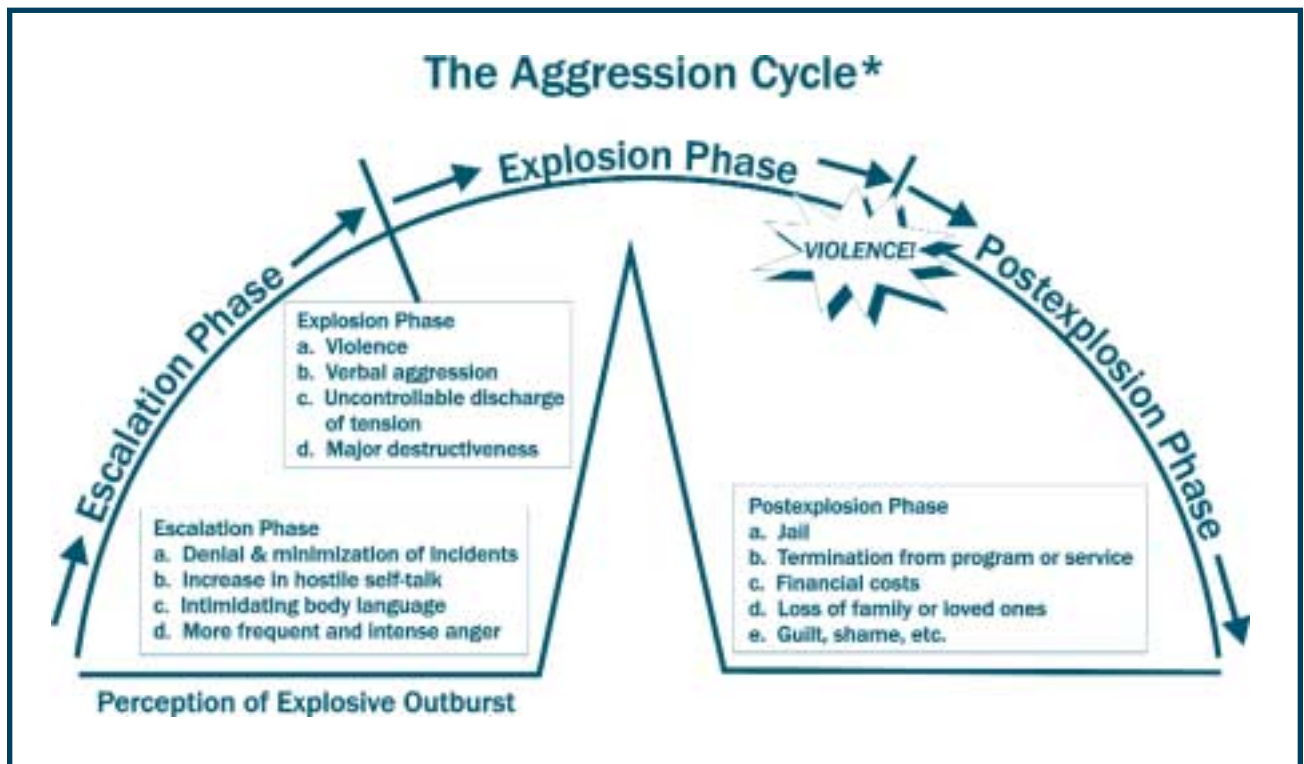 The Aggression Cycle*
Escalation Phase
Explosion Phase
VIOLENCE!
Postexplosion Phase
Explosion Phase
a. Violence
b. Verbal aggression
c. Uncontrollable discharge
of tension
d. Major destructiveness
Escalation Phase
a. Denial & minimization of incidents
b. Increase in hostile self-talk
c. Intimidating body language
d. More frequent and intense anger
Postexplosion Phase
a. Jail
b. Termination from program or service
c. Financial costs
d. Loss of family or loved ones
e. Guilt, shame, etc.
Perception of Explosive Outburst